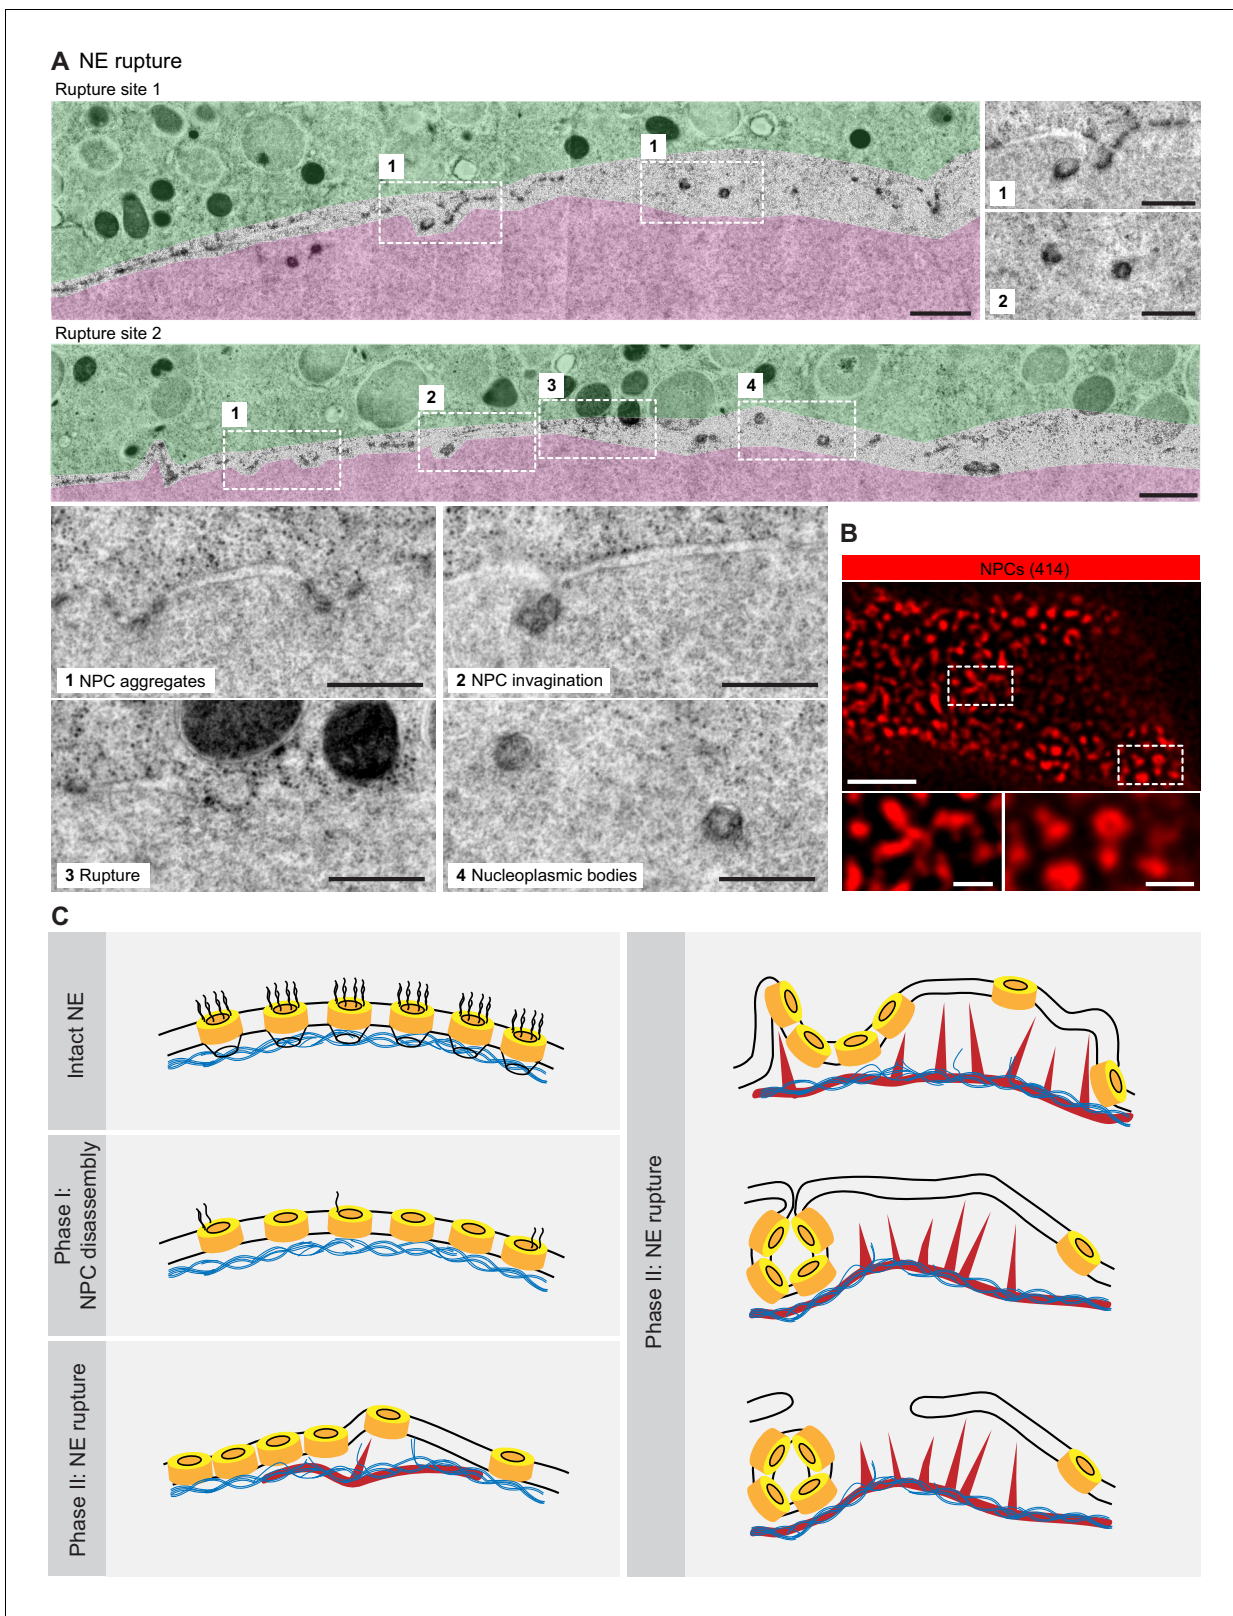 A NE rupture
Rupture site 1
1
1
1
2
Rupture site 2
1
2
3
4
1 NPC aggregates
2 NPC invagination
3 Rupture
4 Nucleoplasmic bodies
B
NPCs (414)
C
Intact NE
Phase I:
NPC disassembly
Phase II: NE rupture
Phase II: NE rupture